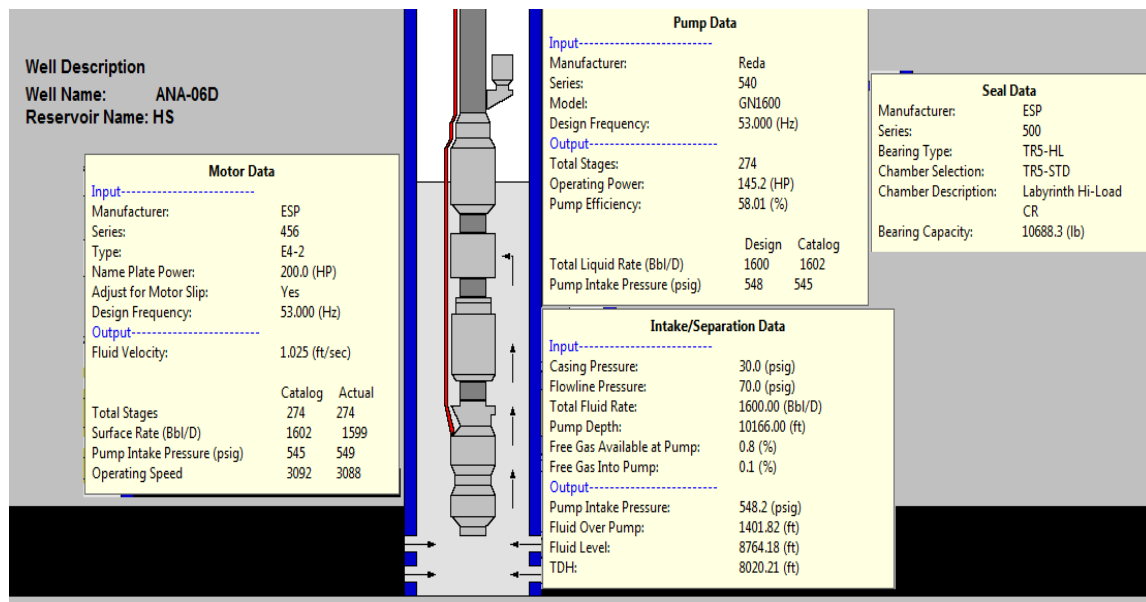 Well Description
Well Name: ANA-06D
Reservoir Name: HS
Motor Data
Input---------------------------
Manufacturer: ESP
Series: 456
Type: E4-2
Name Plate Power: 200.0 (HP)
Adjust for Motor Slip: Yes
Design Frequency: 53.000 (Hz)
Output--------------------------
Fluid Velocity: 1.025 (ft/sec)
Catalog Actual
Total Stages 274 274
Surface Rate (Bbl/D) 1602 1599
Pump Intake Pressure (psig) 545 549
Operating Speed 3092 3088
Pump Data
Input---------------------------
Manufacturer: Reda
Series: 540
Model: GN1600
Design Frequency: 53.000 (Hz)
Output--------------------------
Total Stages: 274
Operating Power: 145.2 (HP)
Pump Efficiency: 58.01 (%)
Design Catalog
Total Liquid Rate (Bbl/D) 1600 1602
Pump Intake Pressure (psig) 548 545
Seal Data
Manufacturer: ESP
Series: 500
Bearing Type: TR5-HL
Chamber Selection: TR5-STD
Chamber Description: Labyrinth Hi-Load
CR
Bearing Capacity: 10688.3 (lb)
Intake/Separation Data
Input---------------------------
Casing Pressure: 30.0 (psig)
Flowline Pressure: 70.0 (psig)
Total Fluid Rate: 1600.00 (Bbl/D)
Pump Depth: 10166.00 (ft)
Free Gas Available at Pump: 0.8 (%)
Free Gas Into Pump: 0.1 (%)
Output--------------------------
Pump Intake Pressure: 548.2 (psig)
Fluid Over Pump: 1401.82 (ft)
Fluid Level: 8764.18 (ft)
TDH: 8020.21 (ft)